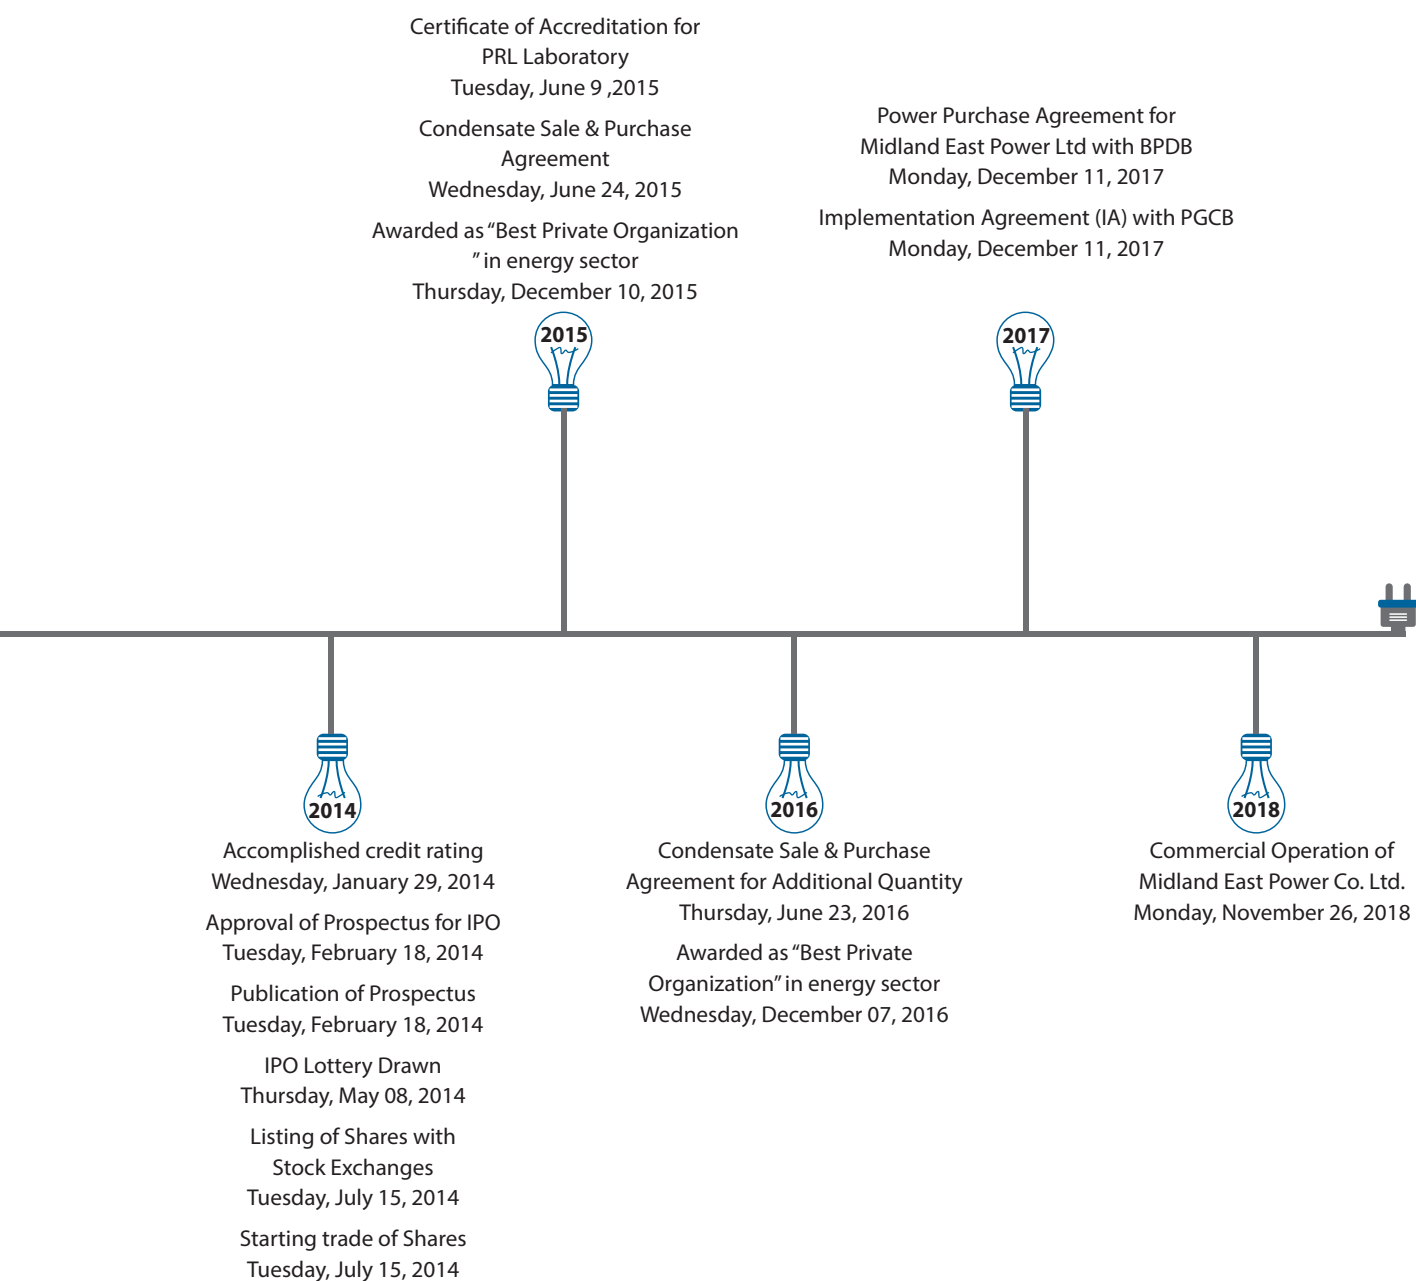 Certificate of Accreditation for
PRL Laboratory
Tuesday, June 9 ,2015
Condensate Sale & Purchase
Agreement
Wednesday, June 24, 2015
Awarded as “Best Private Organization
” in energy sector
Thursday, December 10, 2015
2015
Power Purchase Agreement for
Midland East Power Ltd with BPDB
Monday, December 11, 2017
Implementation Agreement (IA) with PGCB
Monday, December 11, 2017
2017
2014
Accomplished credit rating
Wednesday, January 29, 2014
Approval of Prospectus for IPO
Tuesday, February 18, 2014
Publication of Prospectus
Tuesday, February 18, 2014
IPO Lottery Drawn
Thursday, May 08, 2014
Listing of Shares with
Stock Exchanges
Tuesday, July 15, 2014
Starting trade of Shares
Tuesday, July 15, 2014
2016
Condensate Sale & Purchase
Agreement for Additional Quantity
Thursday, June 23, 2016
Awarded as “Best Private
Organization” in energy sector
Wednesday, December 07, 2016
2018
Commercial Operation of
Midland East Power Co. Ltd.
Monday, November 26, 2018